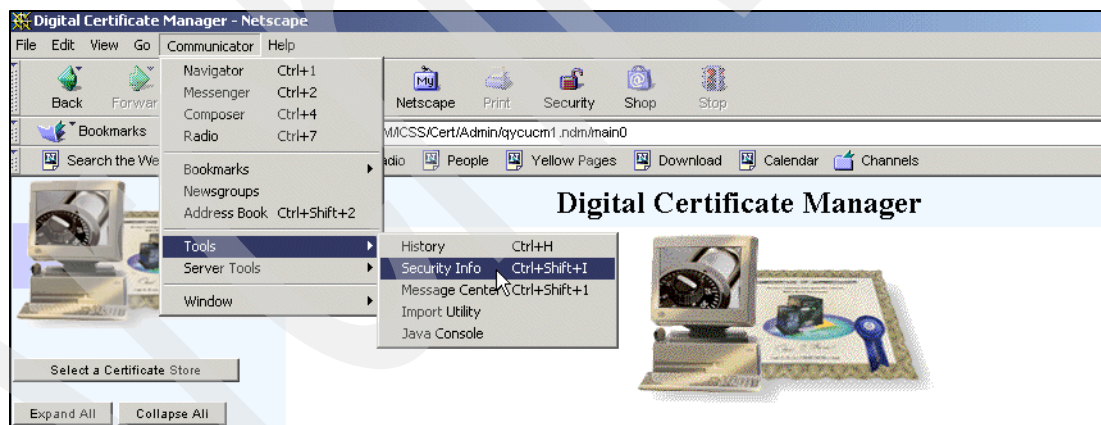 Digital Certificate Manager - Netscape
File Edit View Go Communicator Help
Back Forwar Netscape Print Security Shop Stop
My
Navigator Ctrl+1
Messenger Ctrl+2
Composer Ctrl+4
Radio Ctrl+7
Bookmarks
Newsgroups
Address Book Ctrl+Shift+2
Tools
Server Tools
Window
Bookmarks M/ICSS/Cert/Admin/qycucm1.ndm/main0
Search the We adio People Yellow Pages Download Calendar Channels
Digital Certificate Manager
History Ctrl+H
Security Info Ctrl+Shift+I
Message Center Ctrl+Shift+1
Import Utility
Java Console
Select a Certificate Store
Expand All Collapse All